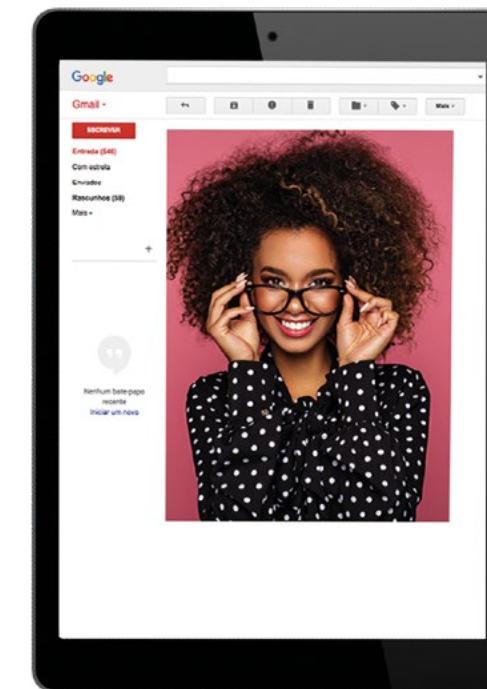 Google
Gmail
Mais
ESCREVER
Entrada (546)
Com estrela
Enviados
Rascunhos (59)
Mais
Nenhum bate-papo
recente
Iniciar um novo